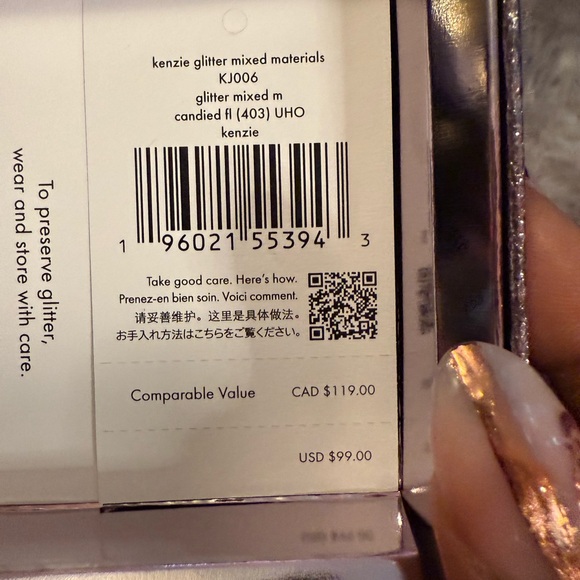 kenzie glitter mixed materials
KJ006
glitter mixed m
candied fl (403) UHO
kenzie
1 96021 55394 3
Take good care. Here's how.
Prenez-en bien soin. Voici comment.
请妥善维护。这里是具体做法。
お手入れ方法はこちらをご覧ください。
Comparable Value CAD $119.00
USD $99.00
To preserve glitter,
wear and store with care.